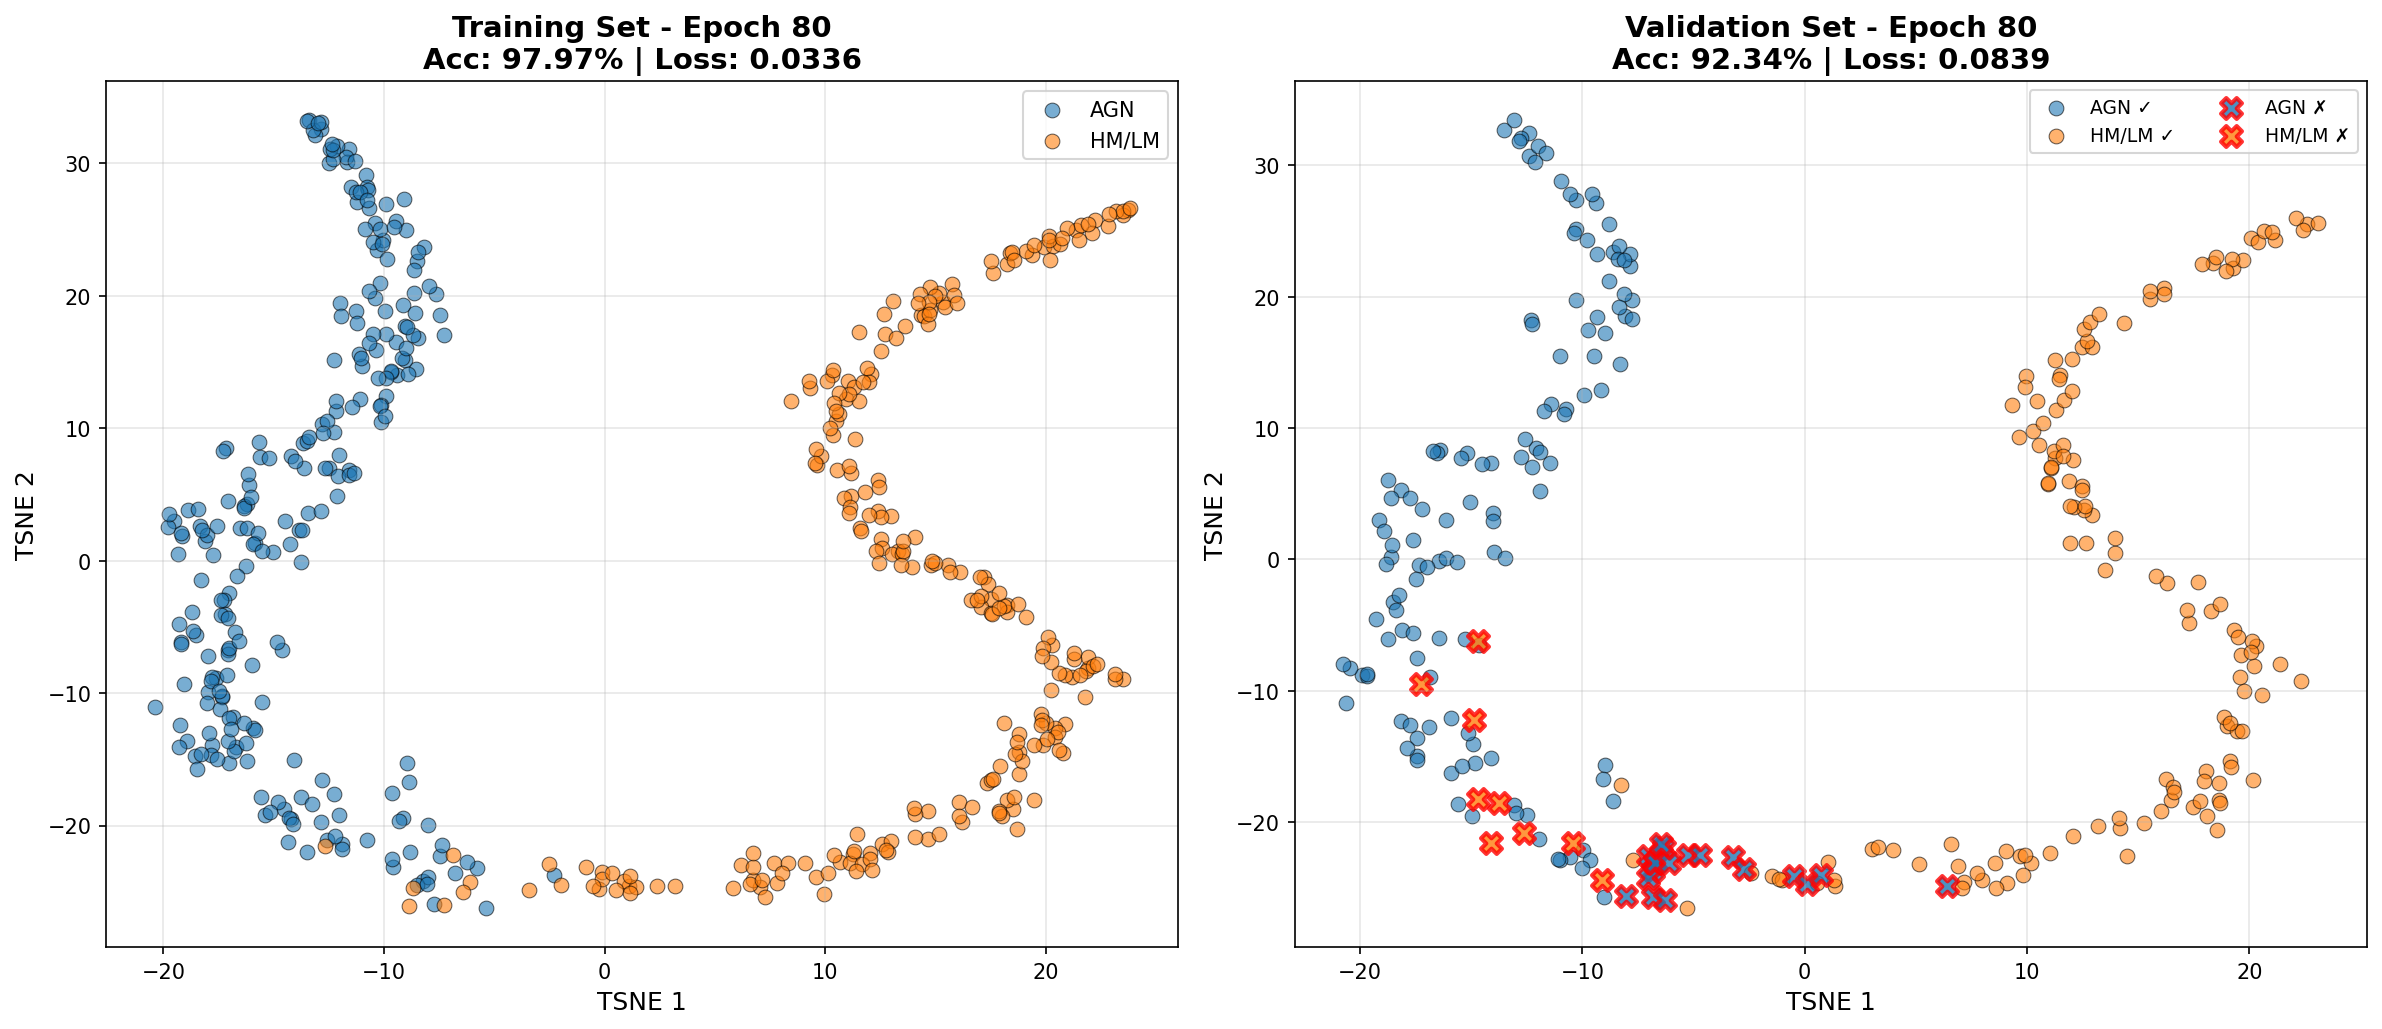 Training Set - Epoch 80
Acc: 97.97% | Loss: 0.0336
AGN
HM/LM
30
20
10
0
−10
−20
TSNE 2
−20
−10
0
10
20
TSNE 1
Validation Set - Epoch 80
Acc: 92.34% | Loss: 0.0839
AGN ✓
HM/LM ✓
AGN ✗
HM/LM ✗
30
20
10
0
−10
−20
TSNE 2
−20
−10
0
10
20
TSNE 1